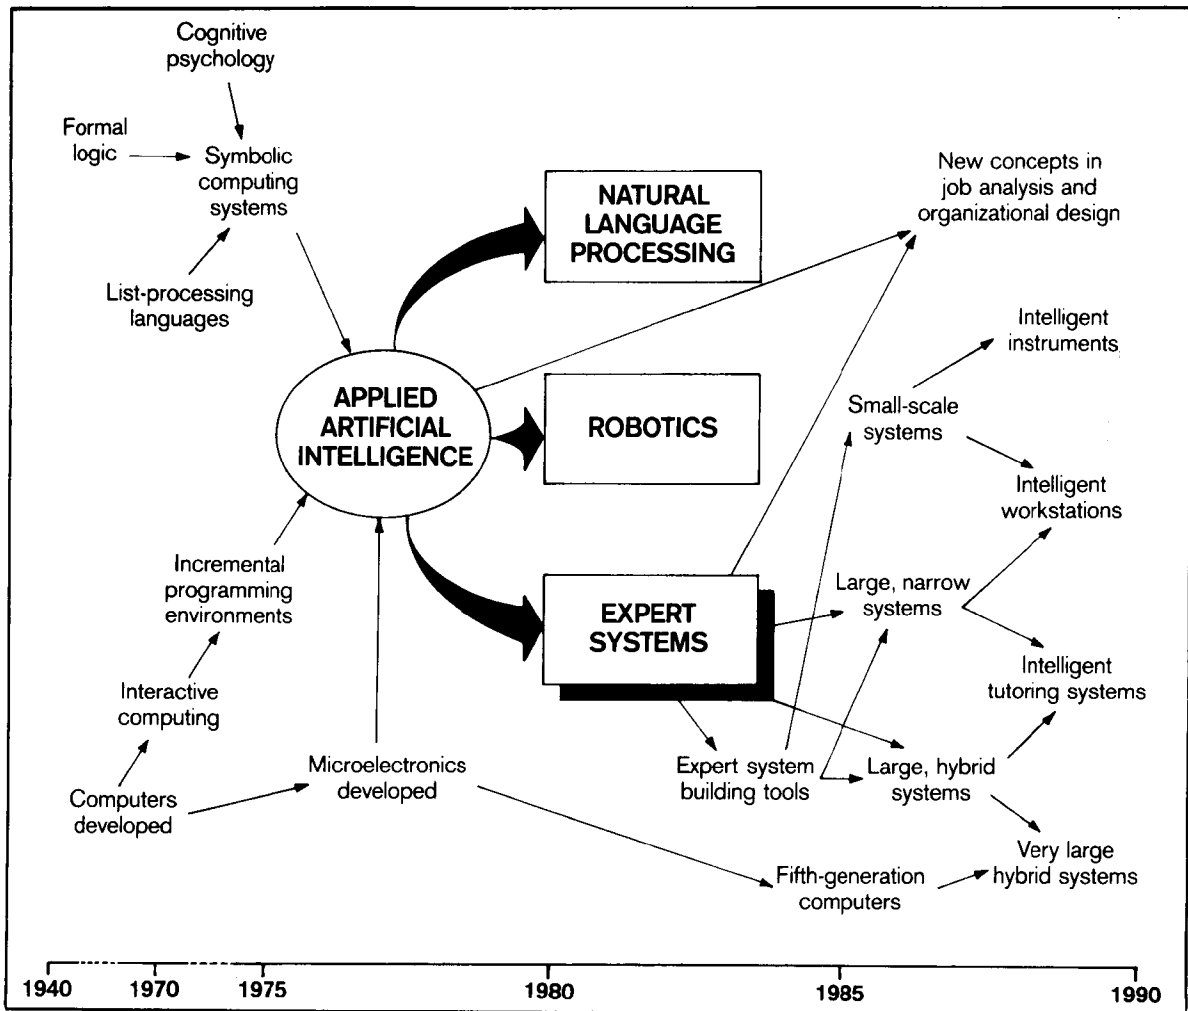 Cognitive
psychology
Formal
logic
Symbolic
computing
systems
List-processing
languages
NATURAL
LANGUAGE
PROCESSING
New concepts in
job analysis and
organizational design
Intelligent
instruments
APPLIED
ARTIFICIAL
INTELLIGENCE
ROBOTICS
Small-scale
systems
Intelligent
workstations
Incremental
programming
environments
EXPERT
SYSTEMS
Large, narrow
systems
Interactive
computing
Intelligent
tutoring systems
Microelectronics
developed
Expert system
building tools
Large, hybrid
systems
Computers
developed
Very large
hybrid systems
Fifth-generation
computers
1940 1970 1975 1980 1985 1990